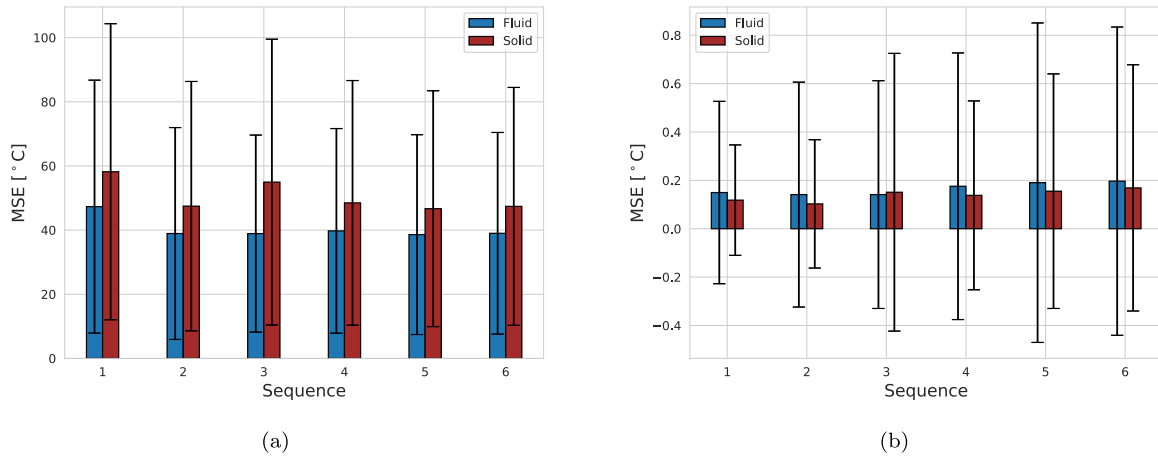 Fluid
Solid
100
80
60
40
20
0
MSE [°C]
1 2 3 4 5 6
Sequence
(a)
Fluid
Solid
0.8
0.6
0.4
0.2
0.0
−0.2
−0.4
MSE [°C]
1 2 3 4 5 6
Sequence
(b)